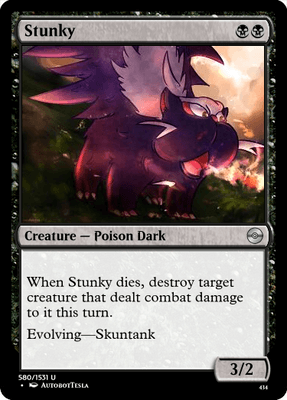 Stunky
Creature — Poison Dark
When Stunky dies, destroy target
creature that dealt combat damage
to it this turn.
Evolving—Skuntank
3/2
580/1531 U
• AutobotTesla
434